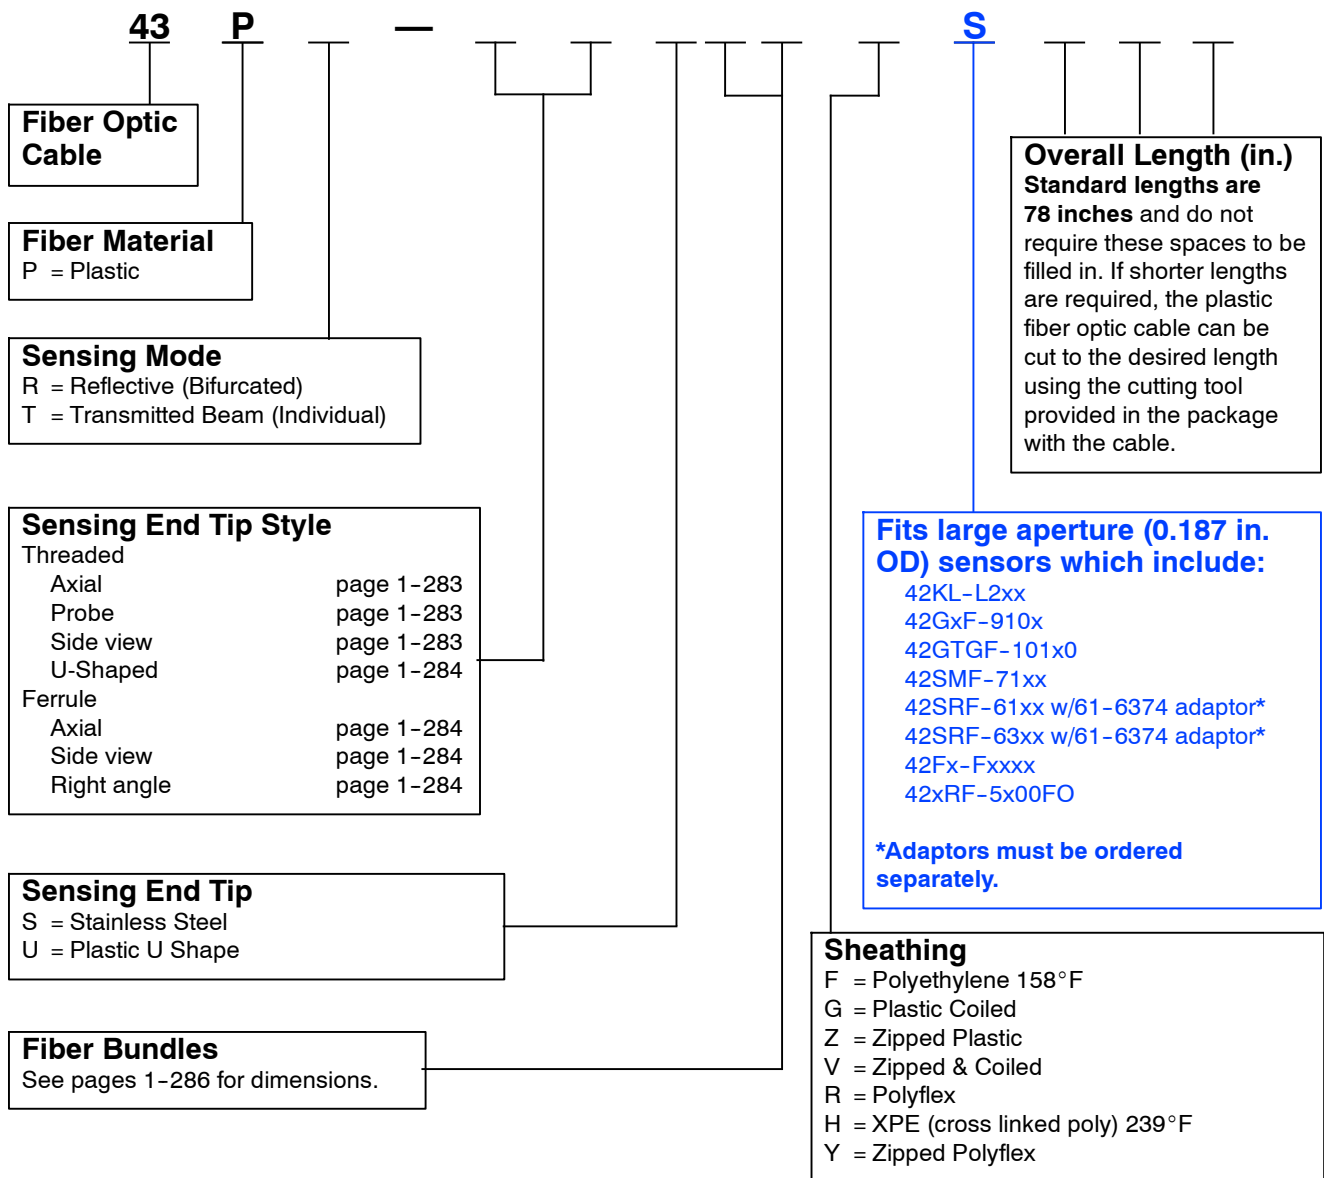 43 P — S
Fiber Optic
Cable
Fiber Material
P = Plastic
Sensing Mode
R = Reflective (Bifurcated)
T = Transmitted Beam (Individual)
Sensing End Tip Style
Threaded
Axial page 1-283
Probe page 1-283
Side view page 1-283
U-Shaped page 1-284
Ferrule
Axial page 1-284
Side view page 1-284
Right angle page 1-284
Sensing End Tip
S = Stainless Steel
U = Plastic U Shape
Fiber Bundles
See pages 1-286 for dimensions.
Overall Length (in.)
Standard lengths are
78 inches and do not
require these spaces to be
filled in. If shorter lengths
are required, the plastic
fiber optic cable can be
cut to the desired length
using the cutting tool
provided in the package
with the cable.
Fits large aperture (0.187 in.
OD) sensors which include:
42KL-L2xx
42GxF-910x
42GTGF-101x0
42SMF-71xx
42SRF-61xx w/61-6374 adaptor*
42SRF-63xx w/61-6374 adaptor*
42Fx-Fxxxx
42xRF-5x00FO
*Adaptors must be ordered
separately.
Sheathing
F = Polyethylene 158°F
G = Plastic Coiled
Z = Zipped Plastic
V = Zipped & Coiled
R = Polyflex
H = XPE (cross linked poly) 239°F
Y = Zipped Polyflex